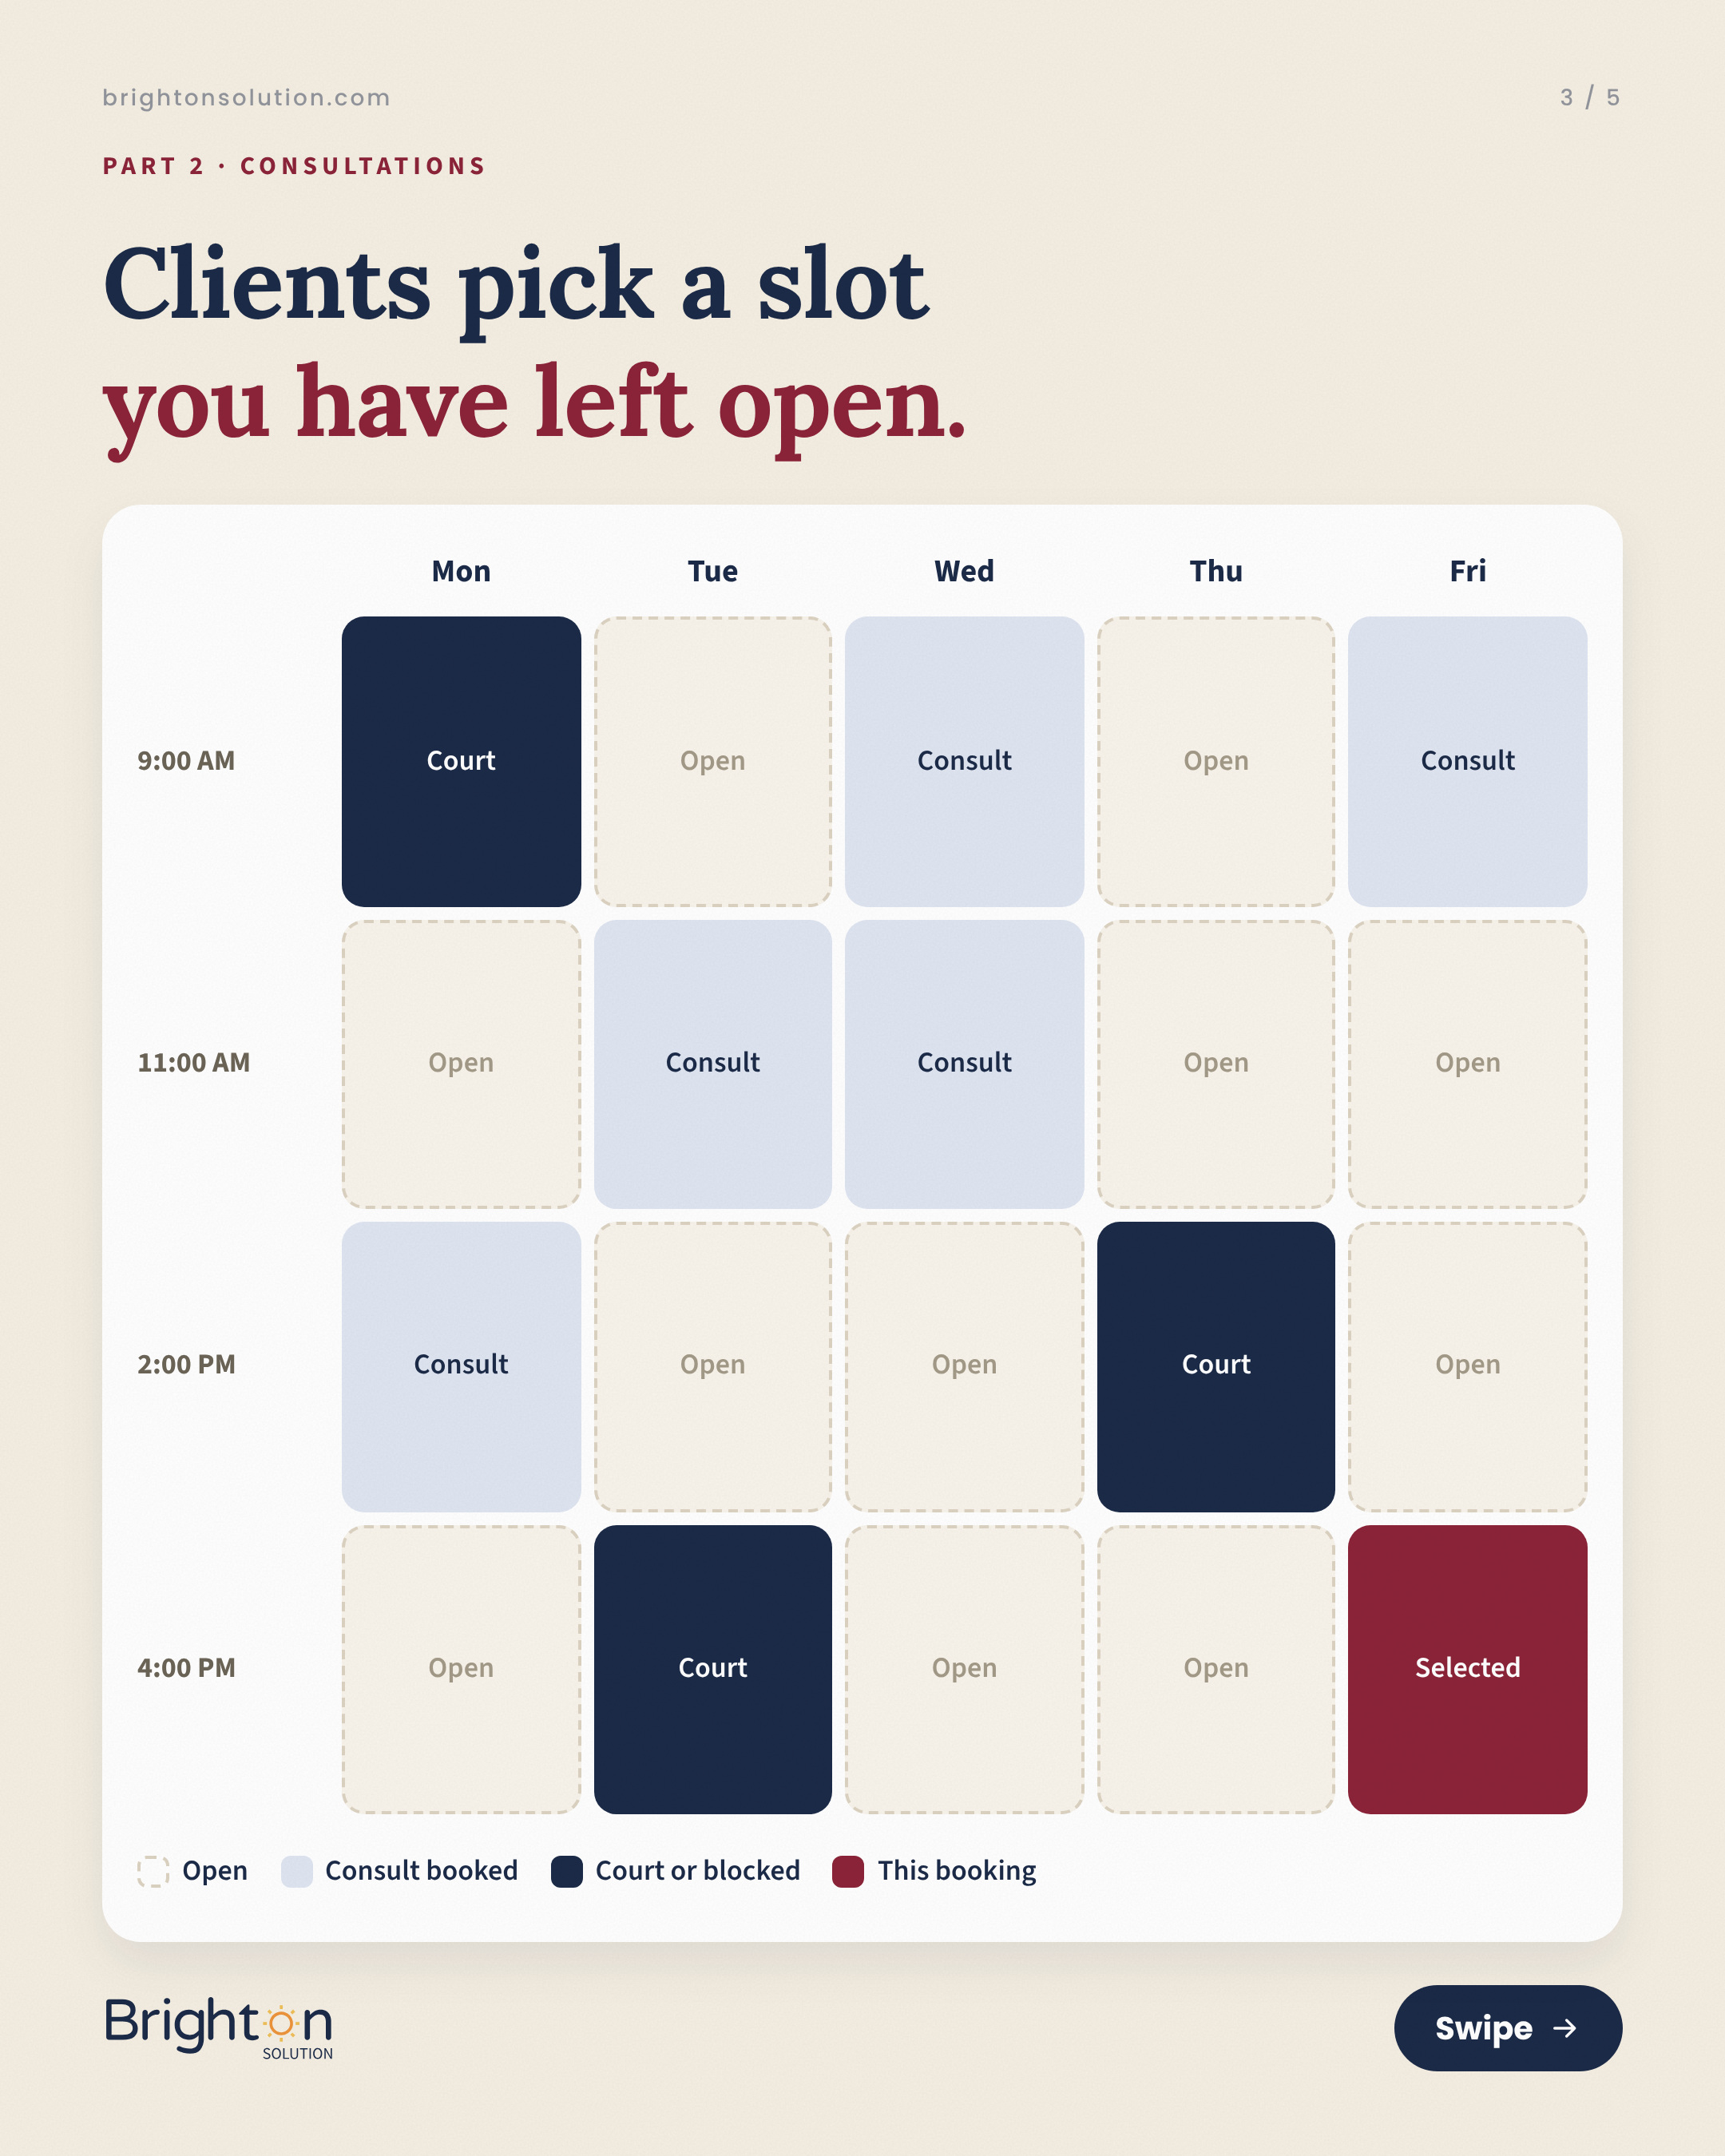 brightonsolution.com
3 / 5
PART 2 · CONSULTATIONS
Clients pick a slot
you have left open.
Mon Tue Wed Thu Fri
9:00 AM Court Open Consult Open Consult
11:00 AM Open Consult Consult Open Open
2:00 PM Consult Open Open Court Open
4:00 PM Open Court Open Open Selected
Open Consult booked Court or blocked This booking
Brighton
SOLUTION
Swipe →